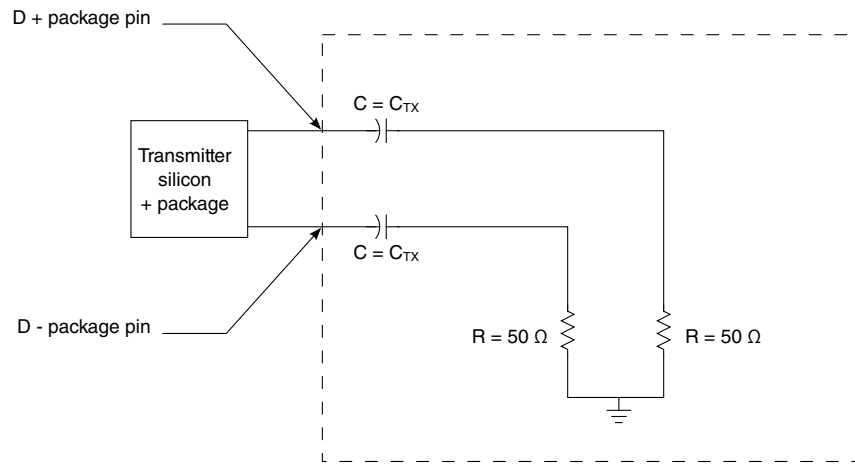 D + package pin
C = CTX
Transmitter
silicon
+ package
C = CTX
D - package pin
R = 50 Ω
R = 50 Ω